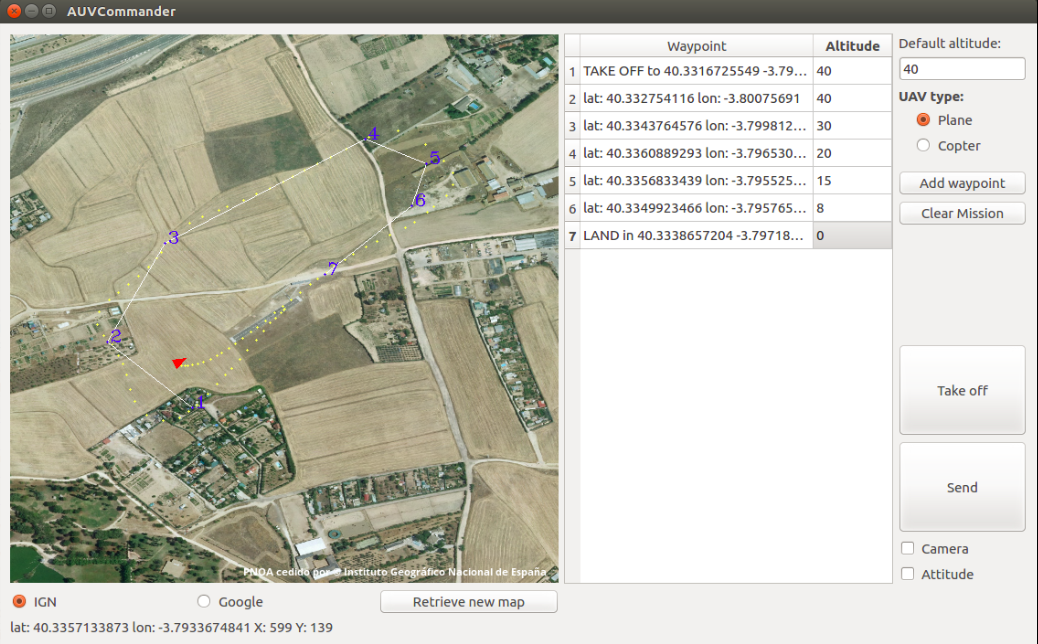 AUVCommander
Waypoint Altitude
1 TAKE OFF to 40.3316725549 -3.79... 40
2 lat: 40.332754116 lon: -3.80075691 40
3 lat: 40.3343764576 lon: -3.799812... 30
4 lat: 40.3360889293 lon: -3.796530... 20
5 lat: 40.3356833439 lon: -3.795525... 15
6 lat: 40.3349923466 lon: -3.795765... 8
7 LAND in 40.3338657204 -3.79718... 0
Default altitude:
40
UAV type:
Plane
Copter
Add waypoint
Clear Mission
Take off
Send
Camera
Attitude
4
5
6
3
7
2
1
PNOA cedido por © Instituto Geográfico Nacional de España
IGN Google Retrieve new map
lat: 40.3357133873 lon: -3.7933674841 X: 599 Y: 139